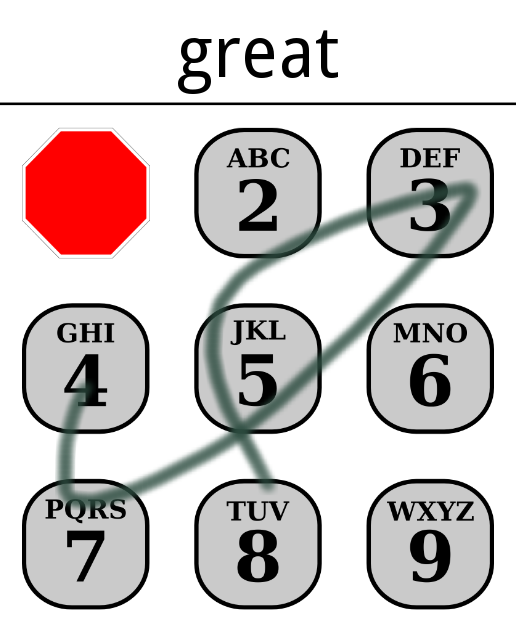 great
ABC DEF
2 3
GHI JKL MNO
4 5 6
PQRS TUV WXYZ
7 8 9